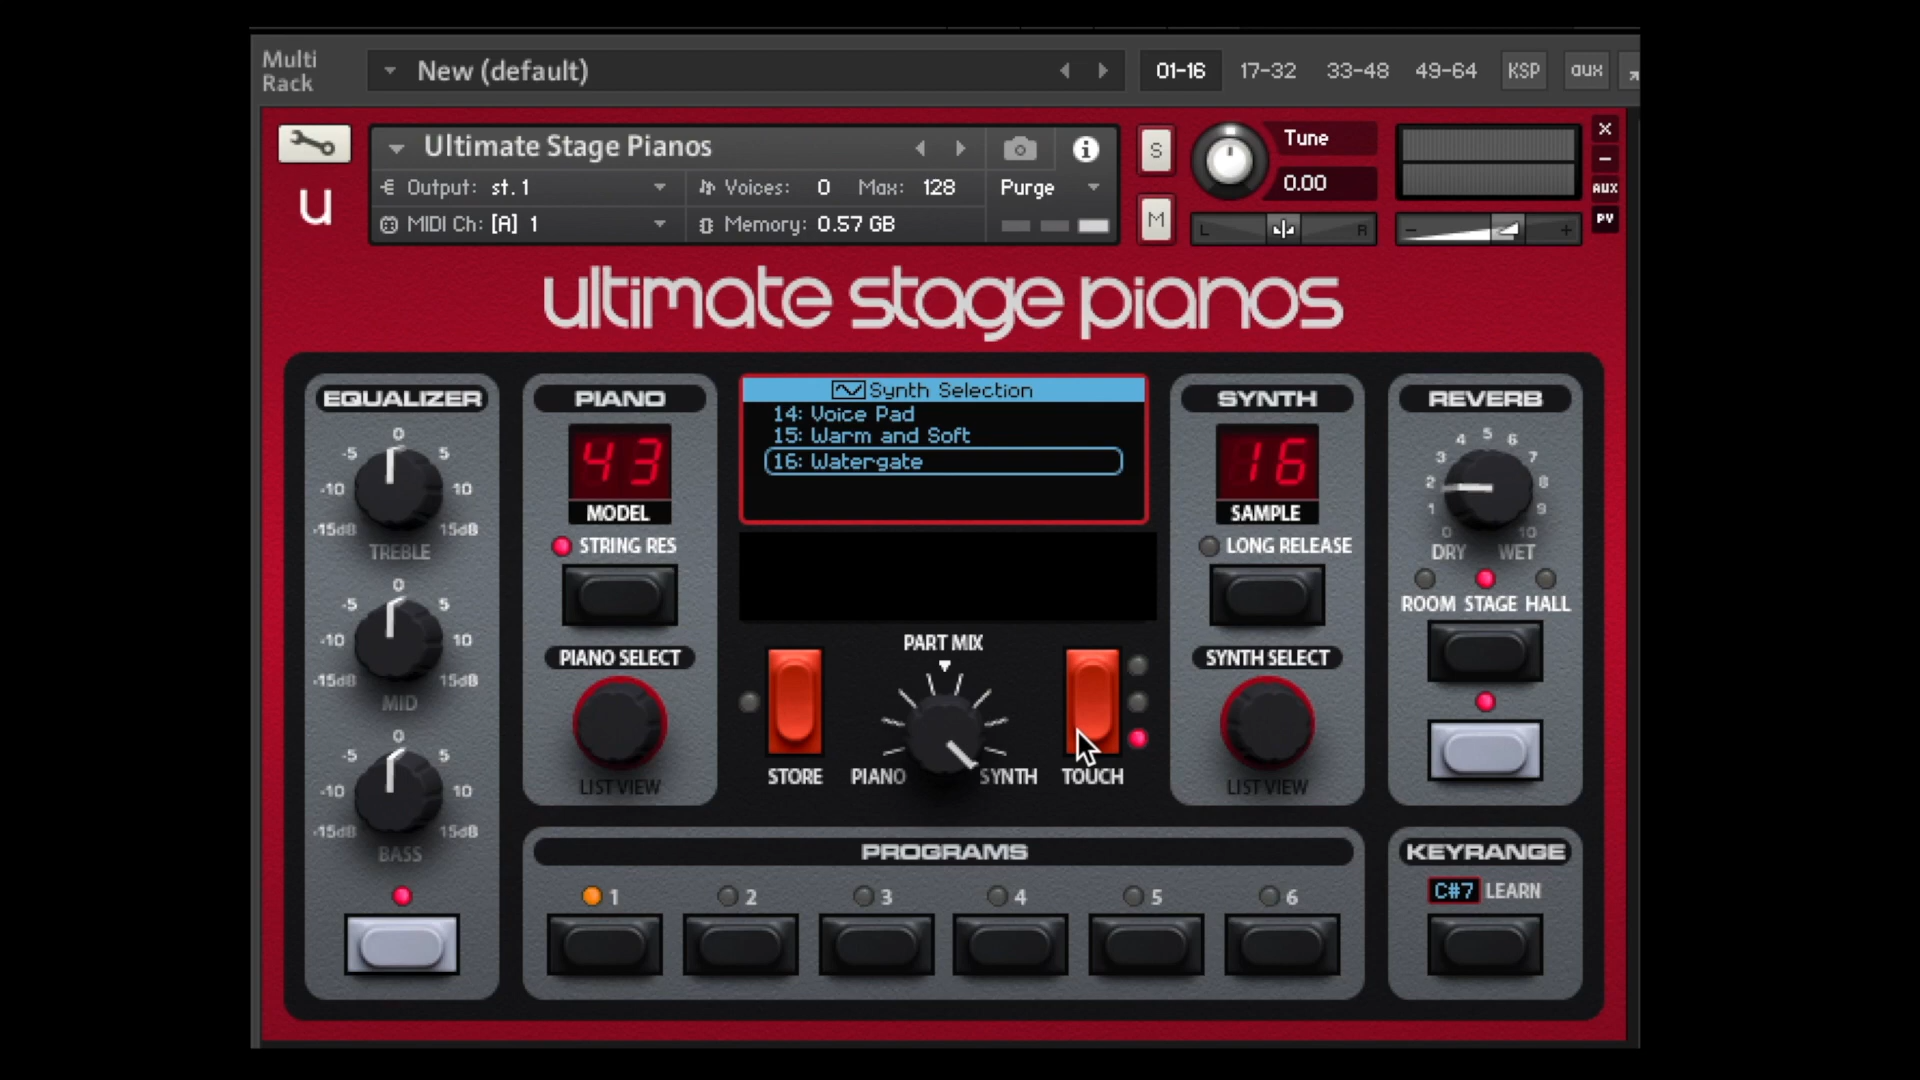 Multi
Rack
New (default)
01-16 17-32 33-48 49-64 KSP aux
Ultimate Stage Pianos
Output: st.1
Voices: 0 Max: 128
Purge
MIDI Ch: [A] 1
Memory: 0.57 GB
S
M
Tune
0.00
L R
- +
X
AUX
PV
u
ultimate stage pianos
EQUALIZER
0
-5 5
-10 10
-15dB 15dB
TREBLE
0
-5 5
-10 10
-15dB 15dB
MID
0
-5 5
-10 10
-15dB 15dB
BASS
PIANO
43
MODEL
STRING RES
PIANO SELECT
LIST VIEW
Synth Selection
14: Voice Pad
15: Warm and Soft
16: Watergate
PART MIX
STORE
PIANO SYNTH
TOUCH
SYNTH
16
SAMPLE
LONG RELEASE
SYNTH SELECT
LIST VIEW
REVERB
0 1 2 3 4 5 6 7 8 9 10
DRY WET
ROOM STAGE HALL
PROGRAMS
1 2 3 4 5 6
KEYRANGE
C#7 LEARN